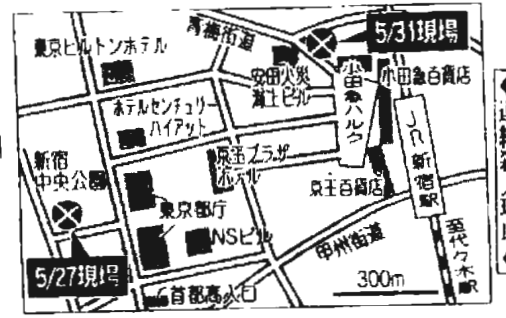 青梅街道
5/31現場
東京ヒルトンホテル
安田火災
海上ビル
小田急ハルク
小田急百貨店
ホテルセンチュリー
ハイアット
JR新宿駅
新宿
中央公園
京王プラザ
ホテル
京王百貨店
東京都庁
NSビル
甲州街道
至代々木駅
5/27現場
首都高入口
300m